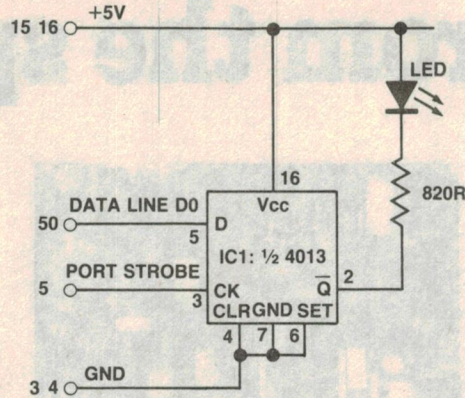 +5V
15 16
LED
16
820R
Vcc
DATA LINE D0
50
D
5
IC1: ½ 4013
PORT STROBE
Q̅
2
5
3
CK
CLR GND SET
4
7
6
GND
3 4